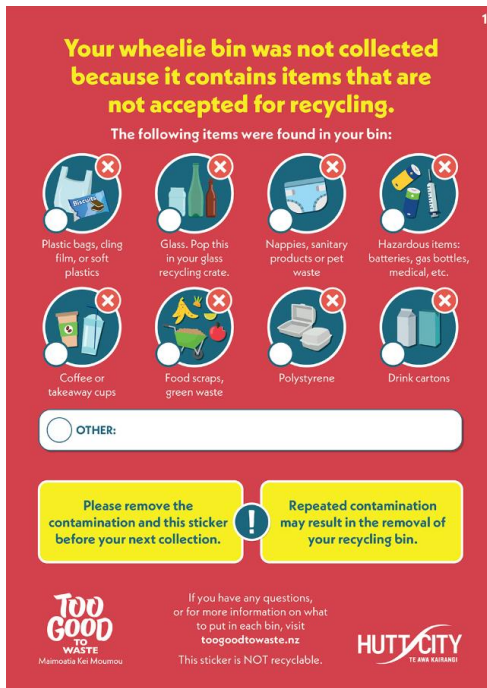 1
Your wheelie bin was not collected
because it contains items that are
not accepted for recycling.
The following items were found in your bin:
Biscuits
Plastic bags, cling
film, or soft
plastics
Glass. Pop this
in your glass
recycling crate.
Nappies, sanitary
products or pet
waste
Hazardous items:
batteries, gas bottles,
medical, etc.
Coffee or
takeaway cups
Food scraps,
green waste
Polystyrene
Drink cartons
OTHER:
Please remove the
contamination and this sticker
before your next collection.
!
Repeated contamination
may result in the removal of
your recycling bin.
TOO
GOOD
TO
WASTE
Maimoatia Kei Moumou
If you have any questions,
or for more information on what
to put in each bin, visit
toogoodtowaste.nz
This sticker is NOT recyclable.
HUTT CITY
TE AWA KAIRANGI